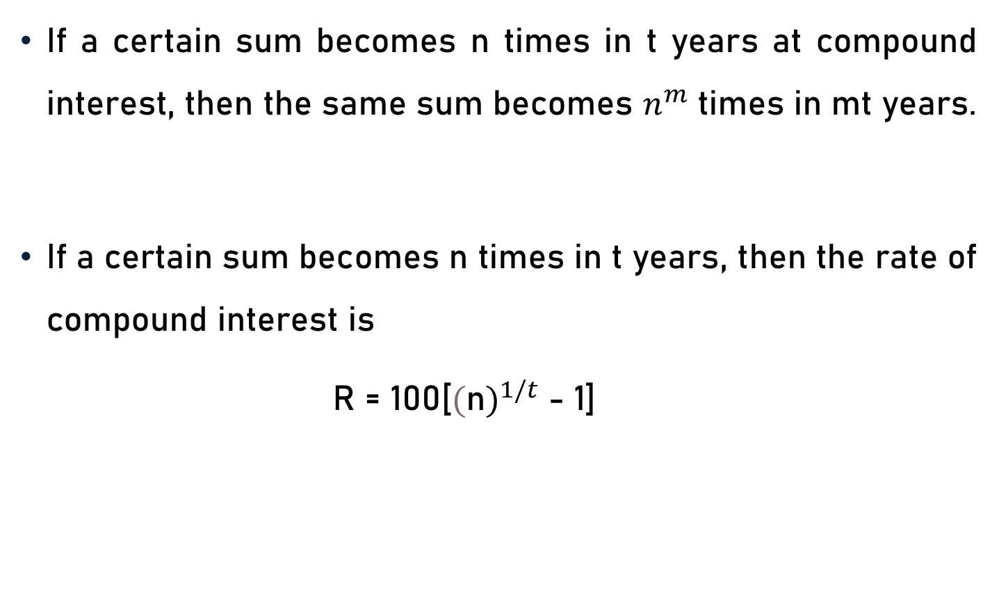 • If a certain sum becomes n times in t years at compound
interest, then the same sum becomes $n^m$ times in mt years.
• If a certain sum becomes n times in t years, then the rate of
compound interest is
R = 100[(n)$^{1/t}$ - 1]